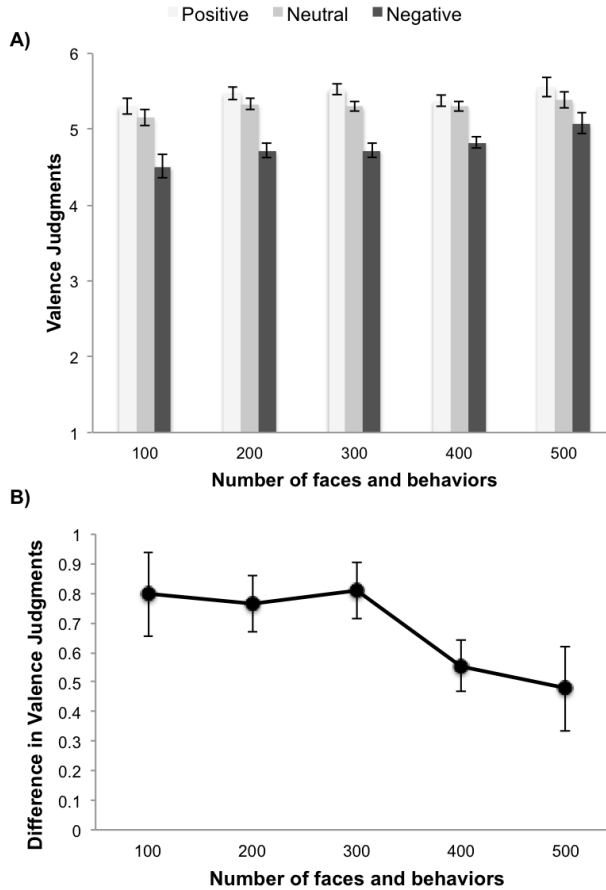 Positive Neutral Negative
A)
Valence Judgments
6
5
4
3
2
1
100 200 300 400 500
Number of faces and behaviors
B)
Difference in Valence Judgments
1
0.9
0.8
0.7
0.6
0.5
0.4
0.3
0.2
0.1
0
100 200 300 400 500
Number of faces and behaviors